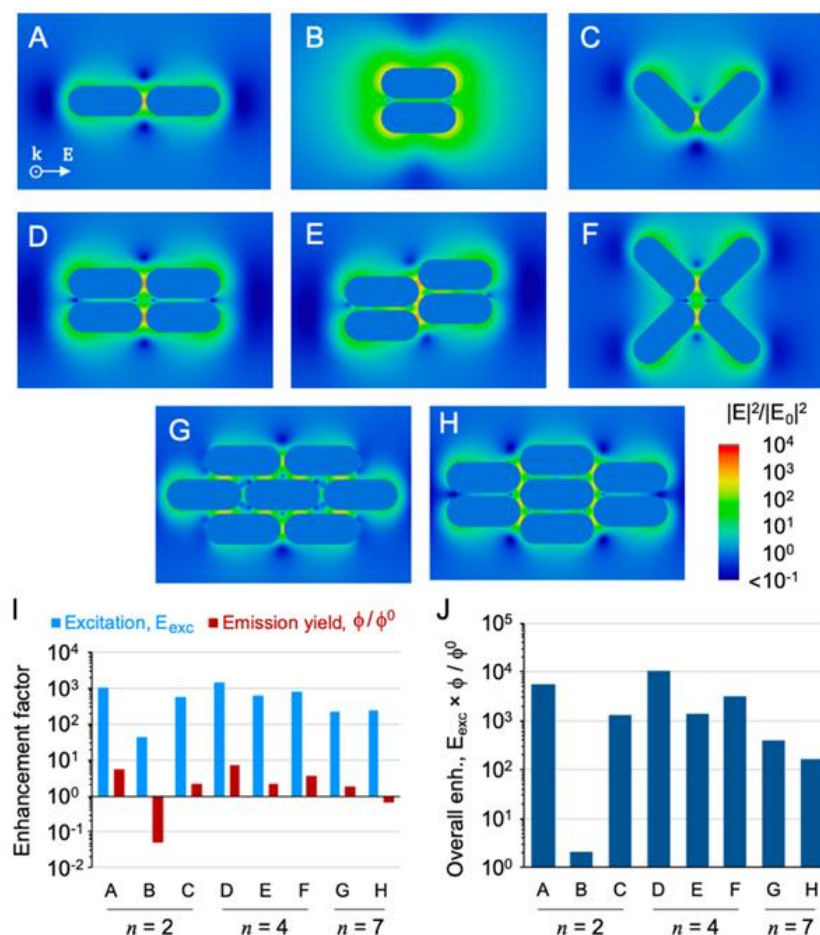 A
B
C
k E
D
E
F
G
H
|E|²/|E₀|²
10⁴
10³
10²
10¹
10⁰
<10⁻¹
I
Excitation, E_exc
Emission yield, ϕ/ϕ⁰
Enhancement factor
10⁴
10³
10²
10¹
10⁰
10⁻¹
10⁻²
A B C D E F G H
n = 2 n = 4 n = 7
J
Overall enh., E_exc × ϕ / ϕ⁰
10⁵
10⁴
10³
10²
10¹
10⁰
A B C D E F G H
n = 2 n = 4 n = 7